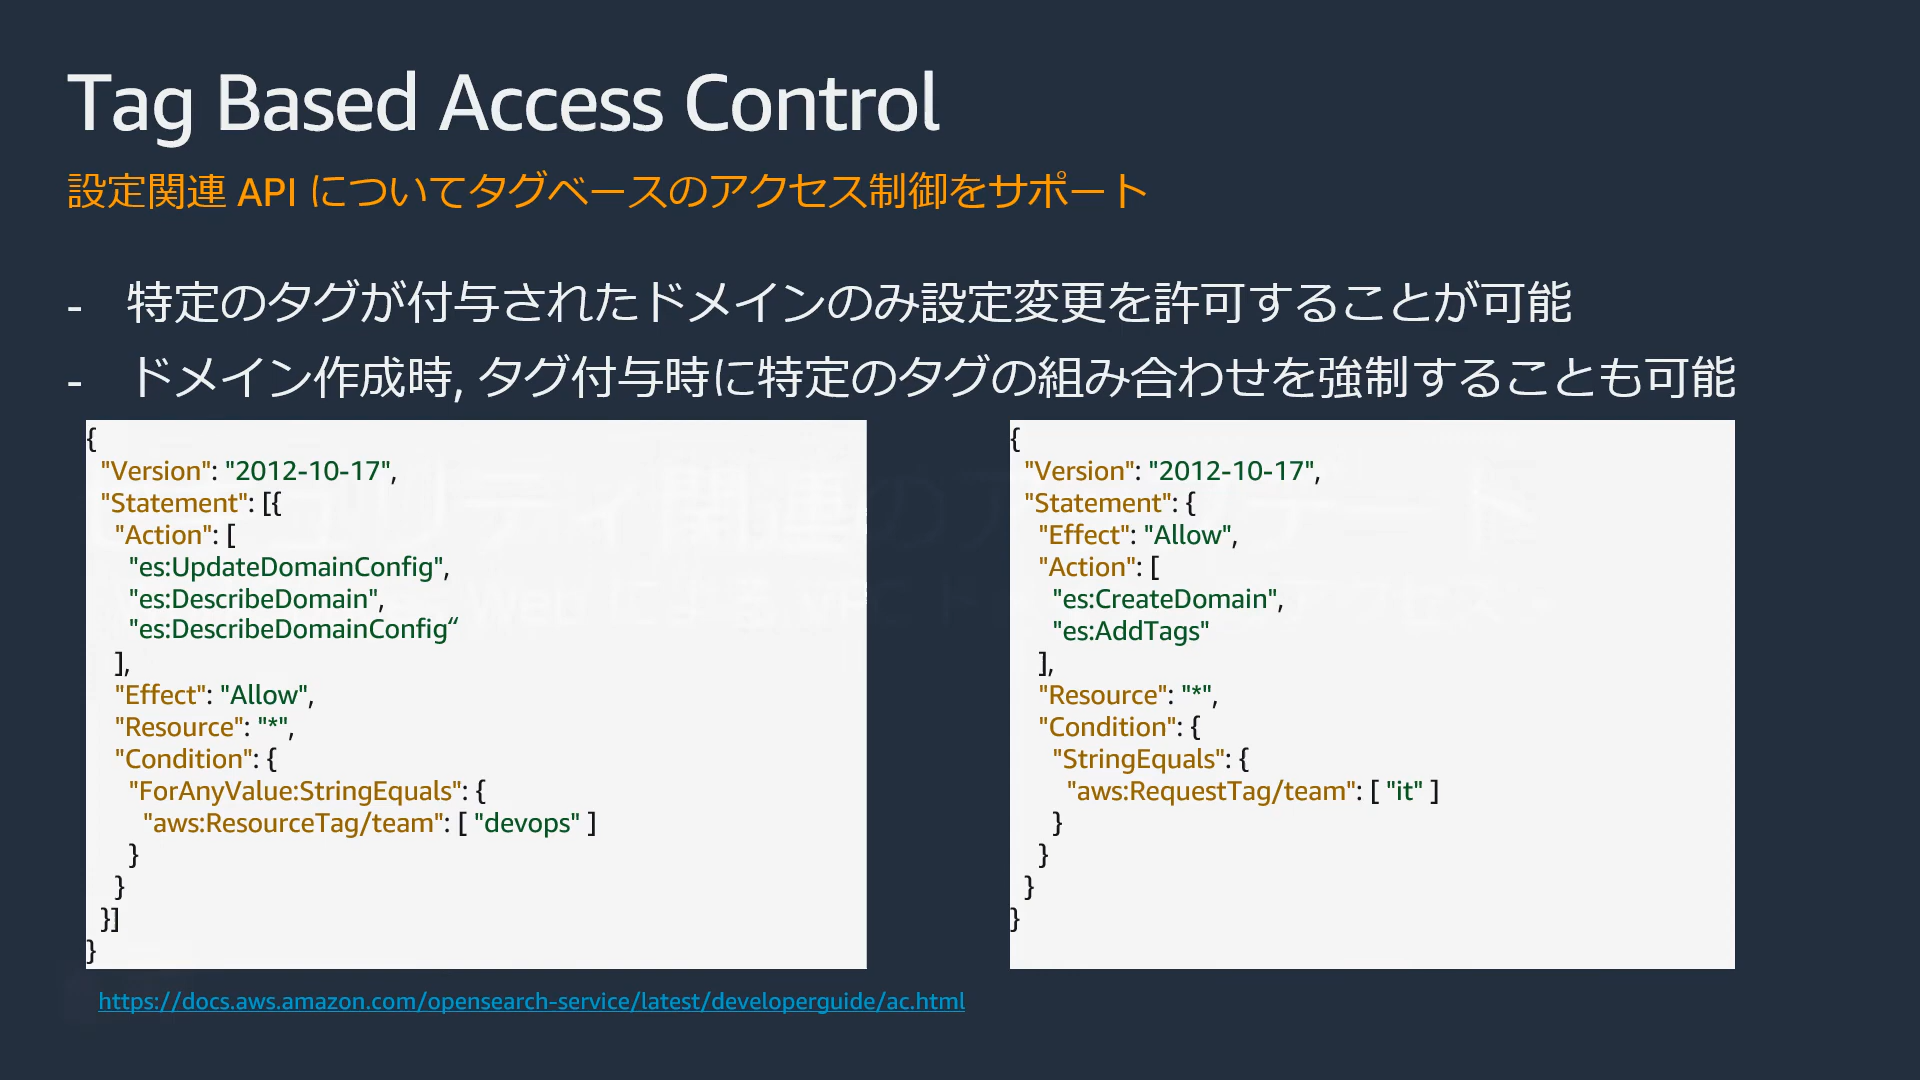 Tag Based Access Control
設定関連 API についてタグベースのアクセス制御をサポート
- 特定のタグが付与されたドメインのみ設定変更を許可することが可能
- ドメイン作成時, タグ付与時に特定のタグの組み合わせを強制することも可能
{
"Version": "2012-10-17",
"Statement": [{
"Action": [
"es:UpdateDomainConfig",
"es:DescribeDomain",
"es:DescribeDomainConfig“
],
"Effect": "Allow",
"Resource": "*",
"Condition": {
"ForAnyValue:StringEquals": {
"aws:ResourceTag/team": [ "devops" ]
}
}
}]
}
{
"Version": "2012-10-17",
"Statement": {
"Effect": "Allow",
"Action": [
"es:CreateDomain",
"es:AddTags"
],
"Resource": "*",
"Condition": {
"StringEquals": {
"aws:RequestTag/team": [ "it" ]
}
}
}
}
https://docs.aws.amazon.com/opensearch-service/latest/developerguide/ac.html